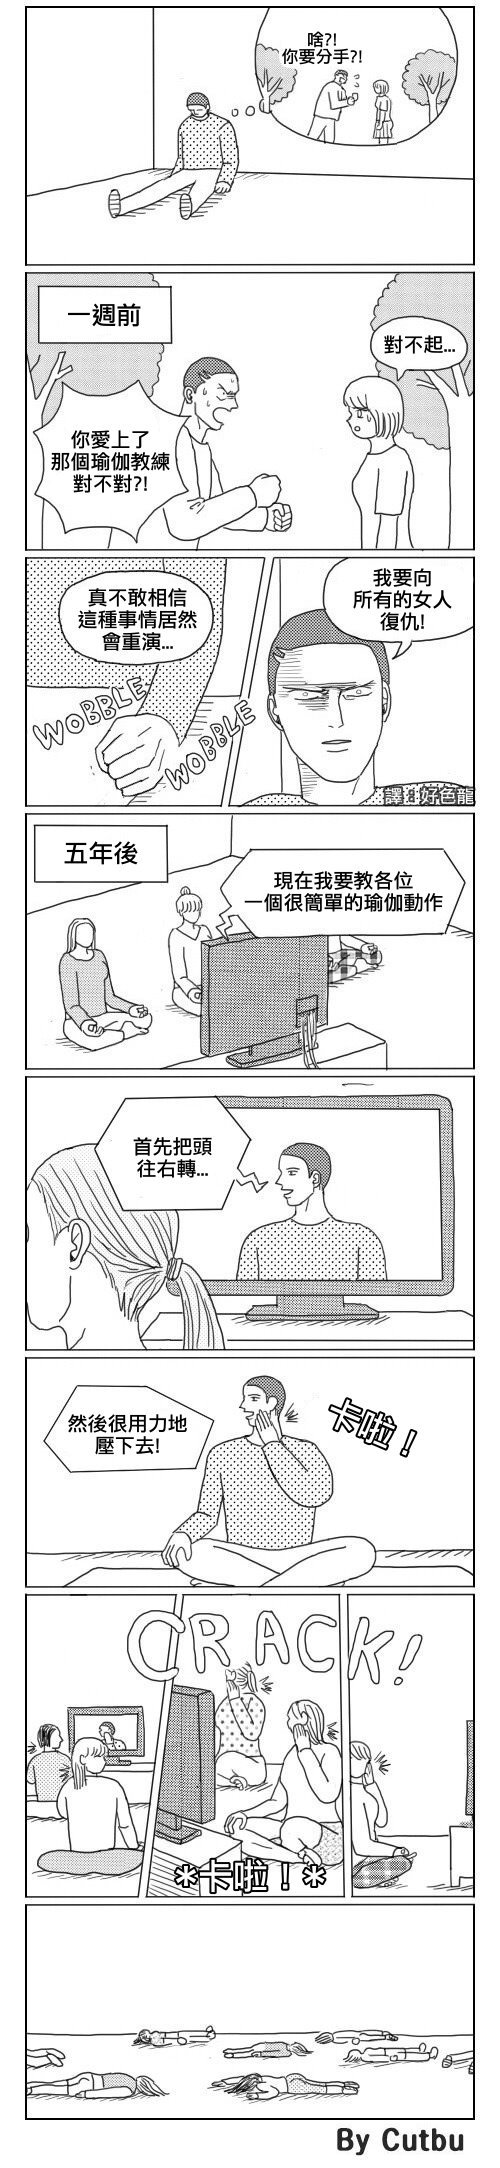 啥?!
你要分手?!
一週前
對不起...
你愛上了
那個瑜伽教練
對不對?!
真不敢相信
這種事情居然
會重演...
WOBBLE
WOBBLE
我要向
所有的女人
復仇!
譯注:好色龍
五年後
現在我要教各位
一個很簡單的瑜伽動作
首先把頭
往右轉...
然後很用力地
壓下去!
卡啦！
CRACK!
*卡啦！*
By Cutbu